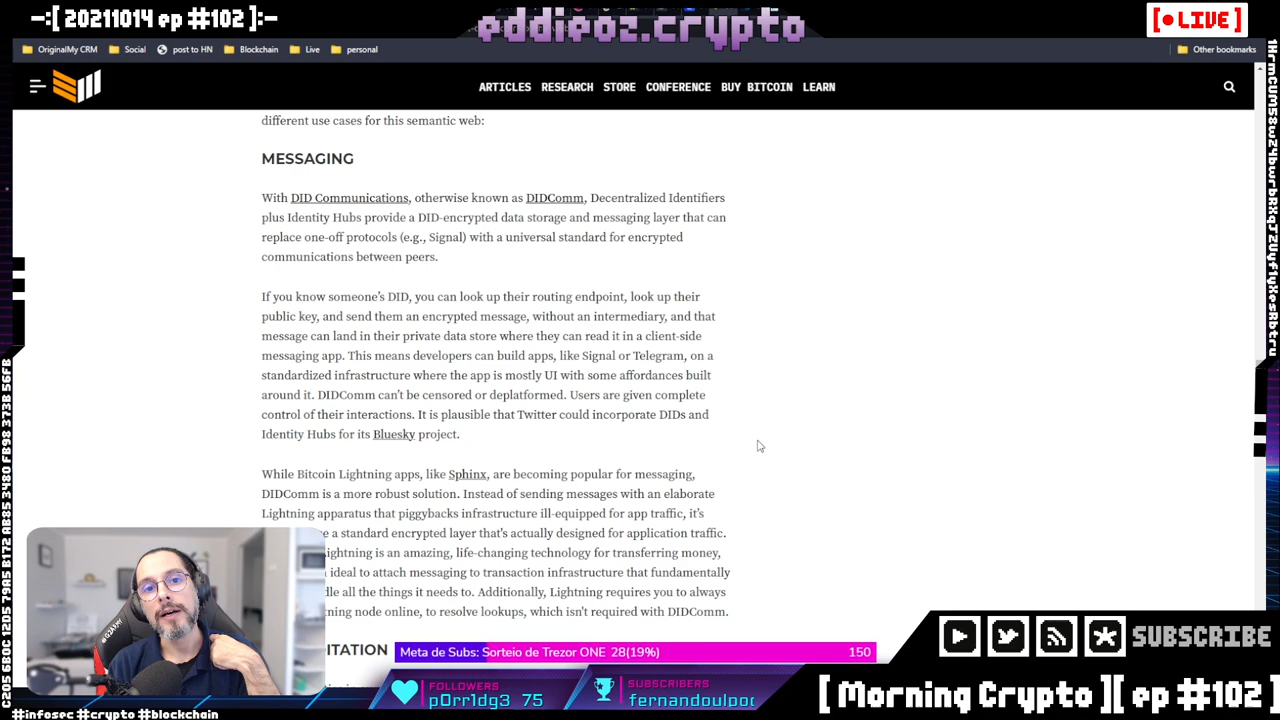 -:[ 20211014 ep #102 ]:-
eddieoz.crypto
[ LIVE ]
OriginalMy CRM
Social
post to HN
Blockchain
Live
personal
Other bookmarks
ARTICLES
RESEARCH
STORE
CONFERENCE
BUY BITCOIN
LEARN
different use cases for this semantic web:
MESSAGING
With DID Communications, otherwise known as DIDComm, Decentralized Identifiers
plus Identity Hubs provide a DID-encrypted data storage and messaging layer that can
replace one-off protocols (e.g., Signal) with a universal standard for encrypted
communications between peers.
If you know someone's DID, you can look up their routing endpoint, look up their
public key, and send them an encrypted message, without an intermediary, and that
message can land in their private data store where they can read it in a client-side
messaging app. This means developers can build apps, like Signal or Telegram, on a
standardized infrastructure where the app is mostly UI with some affordances built
around it. DIDComm can't be censored or deplatformed. Users are given complete
control of their interactions. It is plausible that Twitter could incorporate DIDs and
Identity Hubs for its Bluesky project.
While Bitcoin Lightning apps, like Sphinx, are becoming popular for messaging,
DIDComm is a more robust solution. Instead of sending messages with an elaborate
Lightning apparatus that piggybacks infrastructure ill-equipped for app traffic, it's
e a standard encrypted layer that's actually designed for application traffic.
ightning is an amazing, life-changing technology for transferring money,
ideal to attach messaging to transaction infrastructure that fundamentally
dle all the things it needs to. Additionally, Lightning requires you to always
tning node online, to resolve lookups, which isn't required with DIDComm.
ITATION
Meta de Subs: Sorteio de Trezor ONE 28(19%)
150
SUBSCRIBE
FOLLOWERS
p0rr1dg3_75
SUBSCRIBERS
fernandoulpoc
[ Morning Crypto ][ ep #102 ]
#infosec #crypto #blockchain
C505 6B0C 12D5 79A5 B172 AB85 3480 FB98 373B 56FB